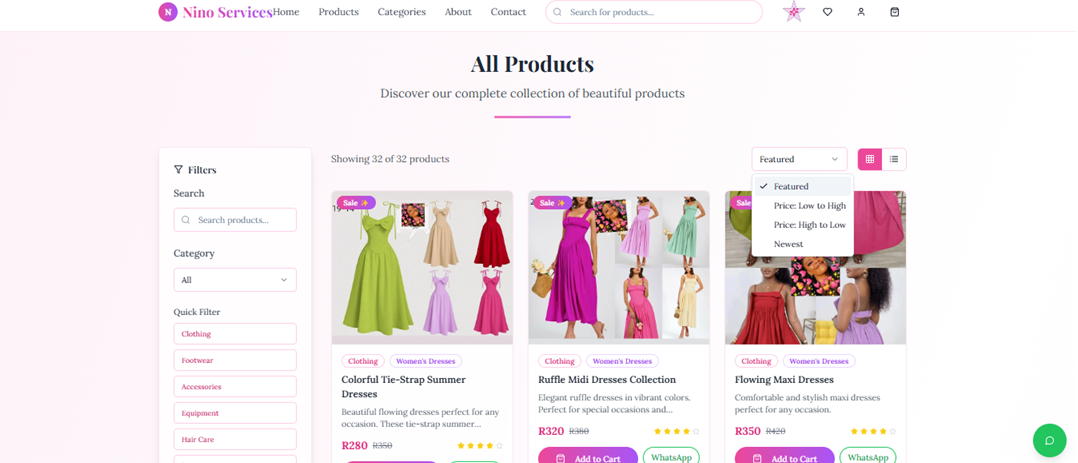 N Nino Services Home Products Categories About Contact Search for products...
All Products
Discover our complete collection of beautiful products
Filters
Search
Search products...
Category
All
Quick Filter
Clothing
Footwear
Accessories
Equipment
Hair Care
Showing 32 of 32 products
Featured
Featured
Price: Low to High
Price: High to Low
Newest
Sale ✨
Clothing Women's Dresses
Colorful Tie-Strap Summer
Dresses
Beautiful flowing dresses perfect for any
occasion. These tie-strap summer...
R280 R350
Add to Cart WhatsApp
Sale ✨
Clothing Women's Dresses
Ruffle Midi Dresses Collection
Elegant ruffle dresses in vibrant colors.
Perfect for special occasions and...
R320 R380
Add to Cart WhatsApp
Sale
Clothing Women's Dresses
Flowing Maxi Dresses
Comfortable and stylish maxi dresses
perfect for any occasion.
R350 R420
Add to Cart WhatsApp